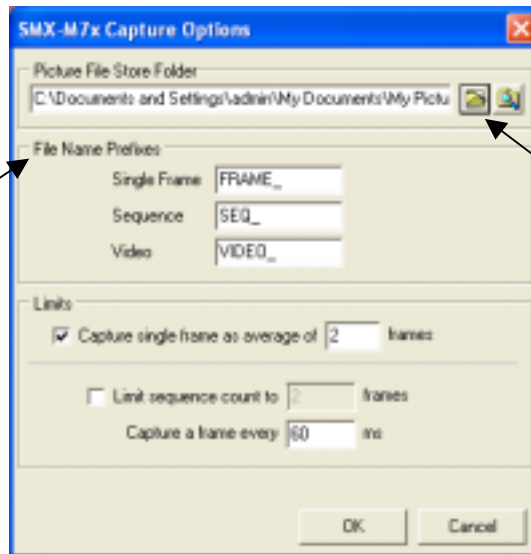 SMX-M7x Capture Options
Picture File Store Folder
C:\Documents and Settings\admin\My Documents\My Pictu
File Name Prefixes
Single Frame FRAME_
Sequence SEQ_
Video VIDEO_
Limits
Capture single frame as average of 2 frames
Limit sequence count to 2 frames
Capture a frame every 60 ms
OK Cancel